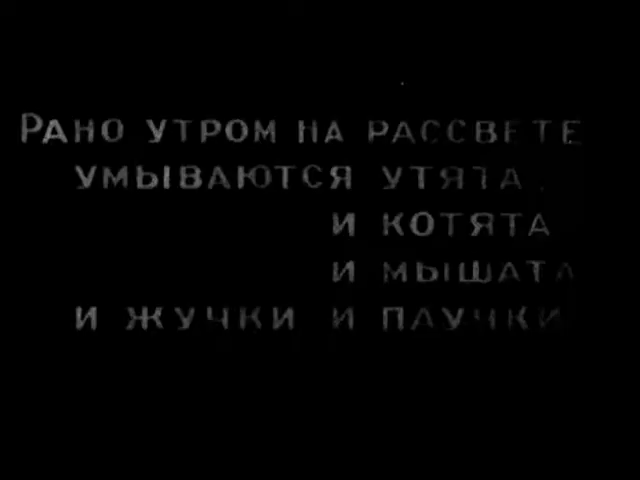 Рано утром на рассвете
умываются утята,
и котята
и мышата
и жучки и паучки